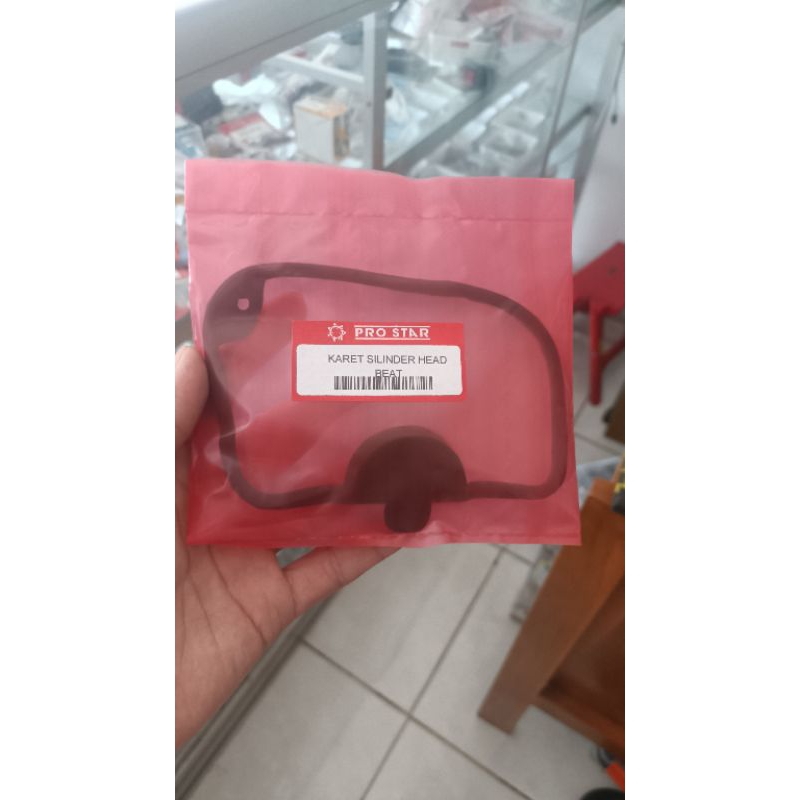 PRO STAR
KARET SILINDER HEAD
BEAT